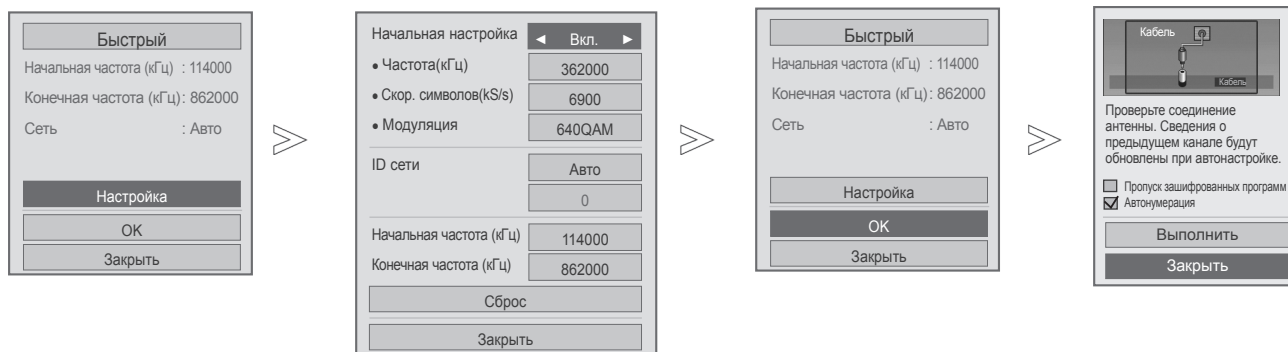 Быстрый
Начальная частота (кГц) : 114000
Конечная частота (кГц): 862000
Сеть : Авто
Настройка
OK
Закрыть
Начальная настройка ◄ Вкл. ►
• Частота(кГц) 362000
• Скор. символов(kS/s) 6900
• Модуляция 640QAM
ID сети Авто
0
Начальная частота (кГц) 114000
Конечная частота (кГц) 862000
Сброс
Закрыть
Быстрый
Начальная частота (кГц) : 114000
Конечная частота (кГц): 862000
Сеть : Авто
Настройка
OK
Закрыть
Кабель
Кабель
Проверьте соединение
антенны. Сведения о
предыдущем канале будут
обновлены при автонастройке.
Пропуск зашифрованных программ
Автонумерация
Выполнить
Закрыть